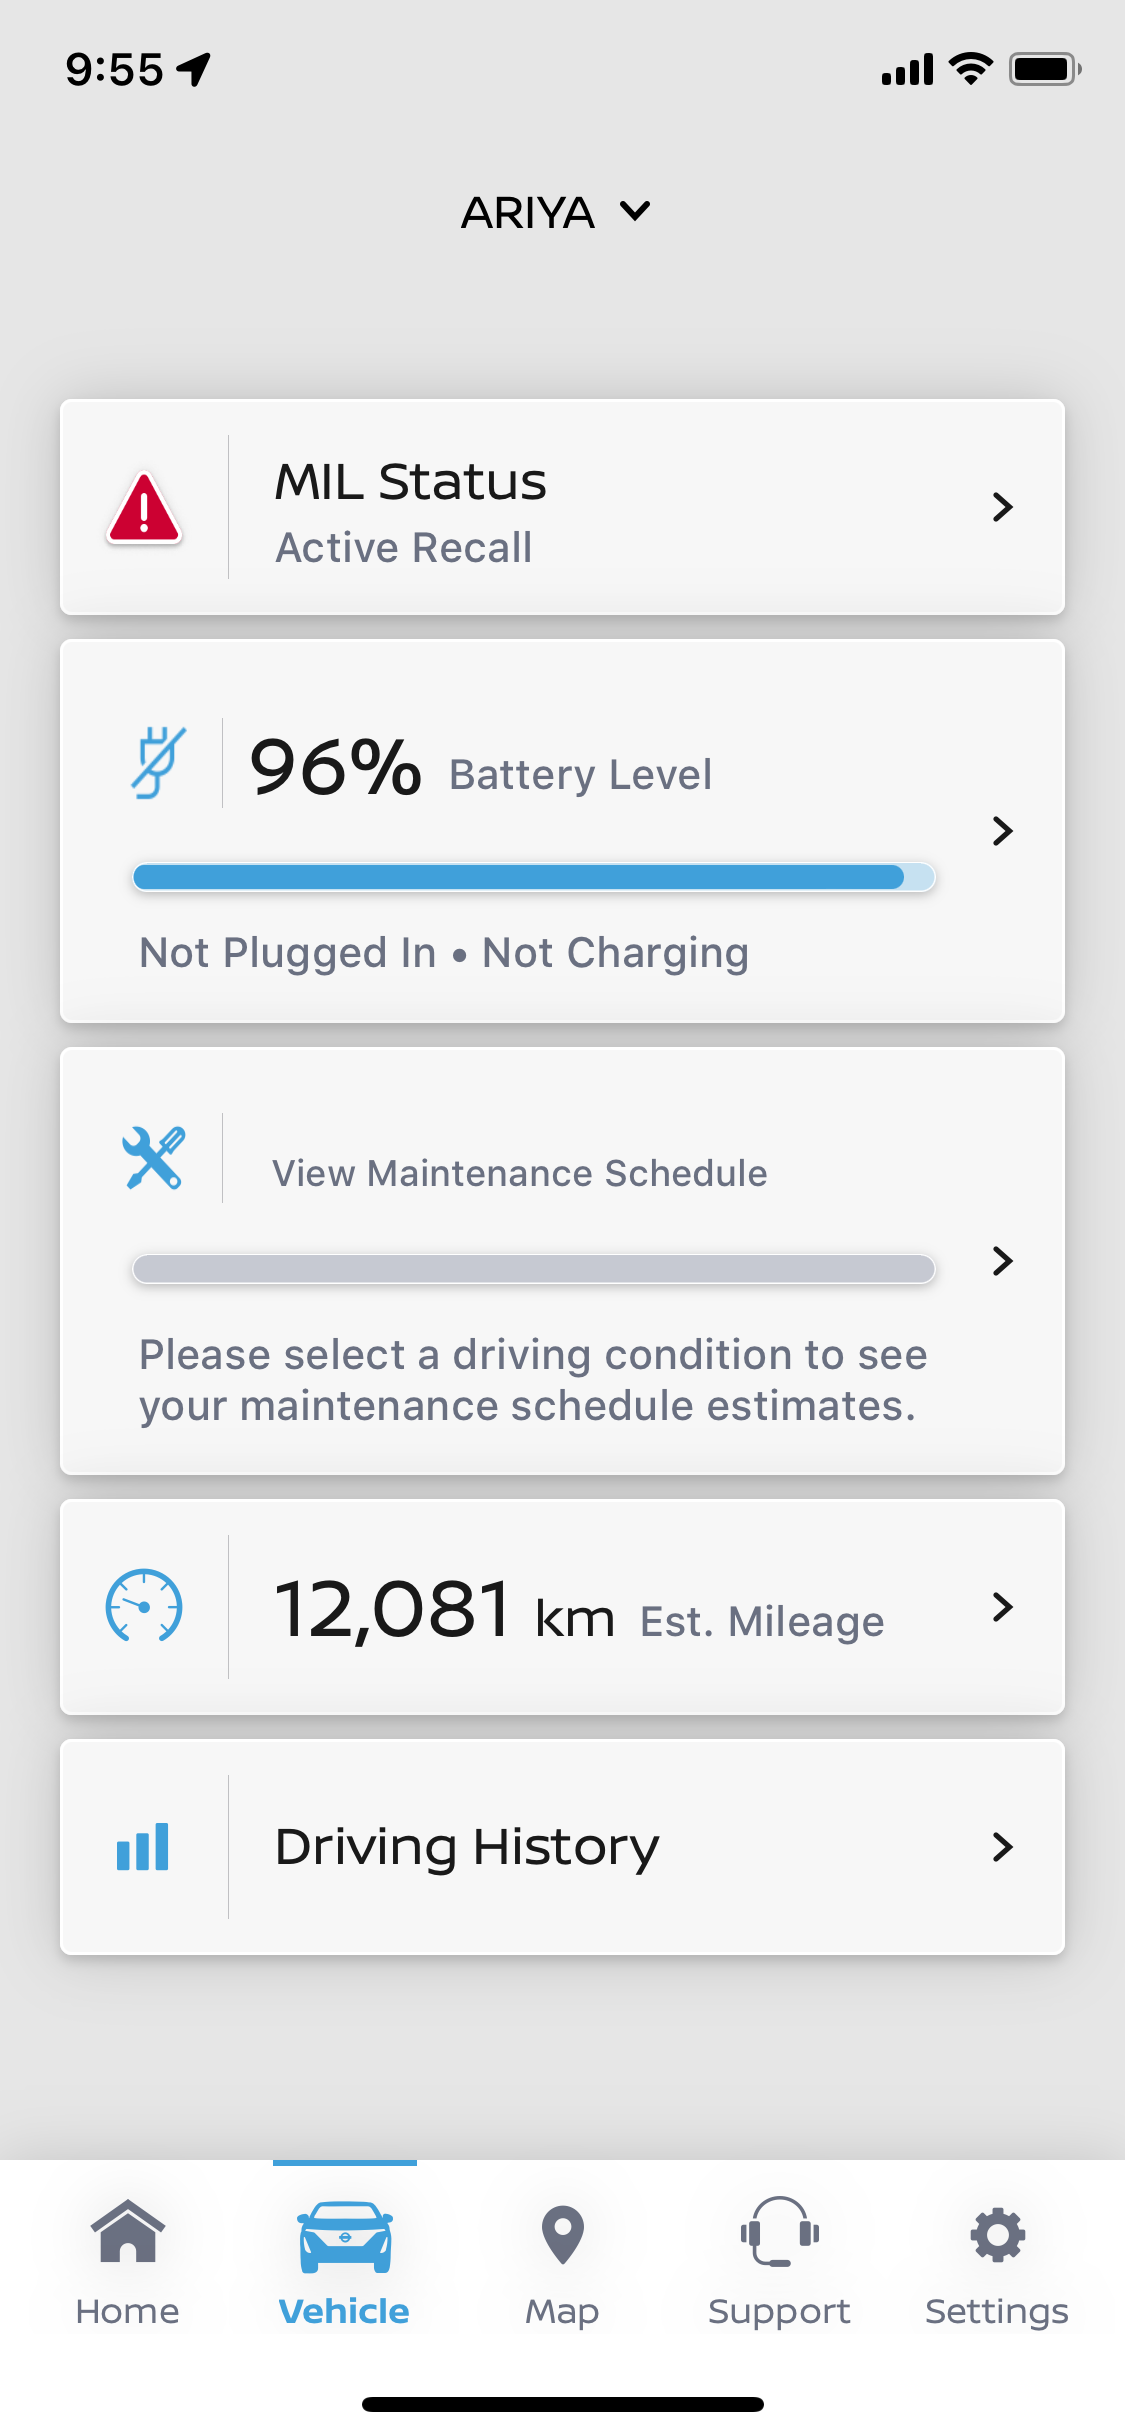 9:55
ARIYA
MIL Status
Active Recall
96% Battery Level
Not Plugged In • Not Charging
View Maintenance Schedule
Please select a driving condition to see
your maintenance schedule estimates.
12,081 km Est. Mileage
Driving History
Home Vehicle Map Support Settings